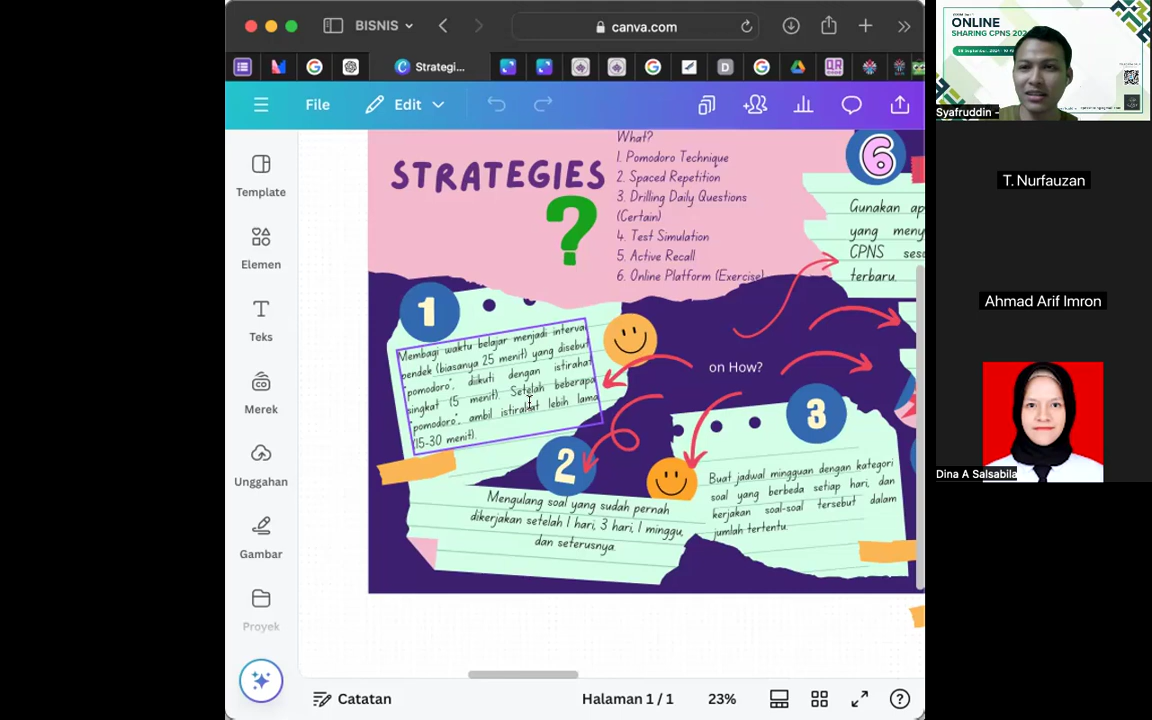 BISNIS
canva.com
Strategi...
File
Edit
Template
Elemen
Teks
Merek
Unggahan
Gambar
Proyek
STRATEGIES
?
What?
1. Pomodoro Technique
2. Spaced Repetition
3. Drilling Daily Questions
(Certain)
4. Test Simulation
5. Active Recall
6. Online Platform (Exercise)
6
Gunakan
yang
CPNS
terbaru.
1
Membagi waktu belajar menjadi interval
pendek (biasanya 25 menit) yang disebut
"pomodoro", diikuti dengan istirahat
singkat (5 menit). Setelah beberapa
"pomodoro", ambil istirahat lebih lama
(15-30 menit).
on How?
2
Mengulang soal yang sudah pernah
dikerjakan setelah 1 hari, 3 hari, 1 minggu,
dan seterusnya.
3
Buat jadwal mingguan dengan kategori
soal yang berbeda setiap hari, dan
kerjakan soal-soal tersebut dalam
jumlah tertentu.
Catatan
Halaman 1 / 1
23%
ONLINE
SHARING CPNS
Syafruddin -
T. Nurfauzan
Ahmad Arif Imron
Dina A Salsabila